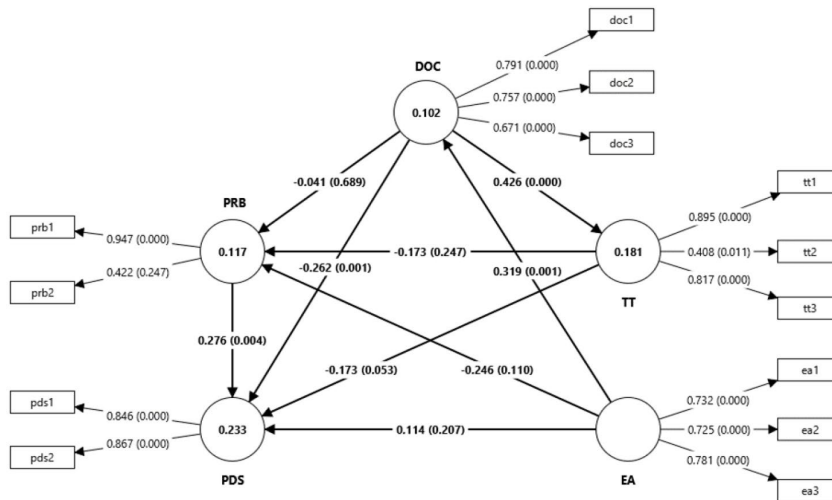 doc1
0.791 (0.000)
DOC
doc2
0.757 (0.000)
0.102
0.671 (0.000)
doc3
tt1
-0.041 (0.689)
0.426 (0.000)
PRB
0.895 (0.000)
prb1
0.947 (0.000)
0.117
-0.173 (0.247)
0.181
0.408 (0.011)
tt2
-0.262 (0.001)
0.319 (0.001)
0.422 (0.247)
prb2
0.817 (0.000)
TT
tt3
0.276 (0.004)
ea1
-0.173 (0.053)
-0.246 (0.110)
0.732 (0.000)
pds1
0.846 (0.000)
0.233
0.114 (0.207)
0.725 (0.000)
ea2
0.867 (0.000)
pds2
0.781 (0.000)
PDS
EA
ea3